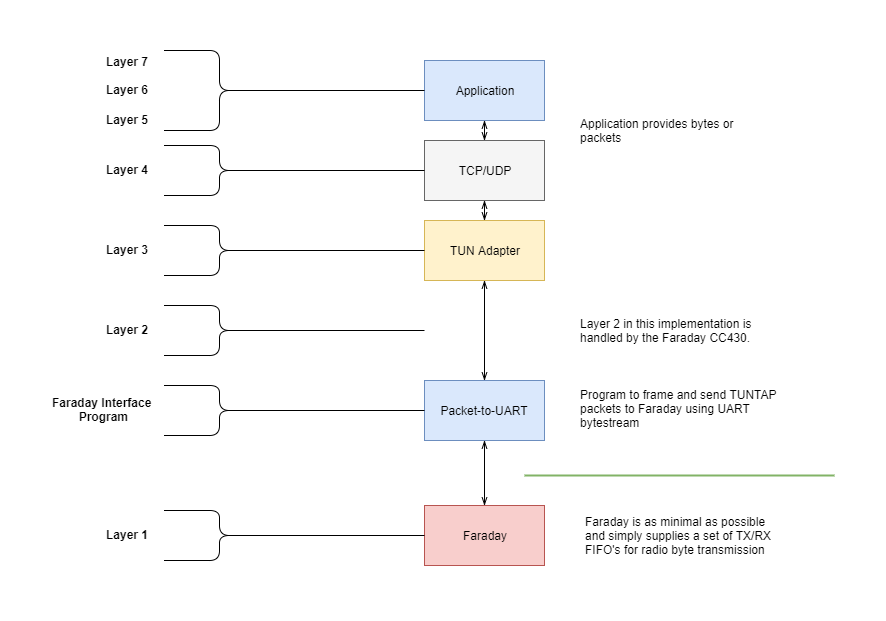 Layer 7
Layer 6
Layer 5
Application
Application provides bytes or
packets
Layer 4
TCP/UDP
Layer 3
TUN Adapter
Layer 2
Layer 2 in this implementation is
handled by the Faraday CC430.
Faraday Interface
Program
Packet-to-UART
Program to frame and send TUNTAP
packets to Faraday using UART
bytestream
Layer 1
Faraday
Faraday is as minimal as possible
and simply supplies a set of TX/RX
FIFO's for radio byte transmission